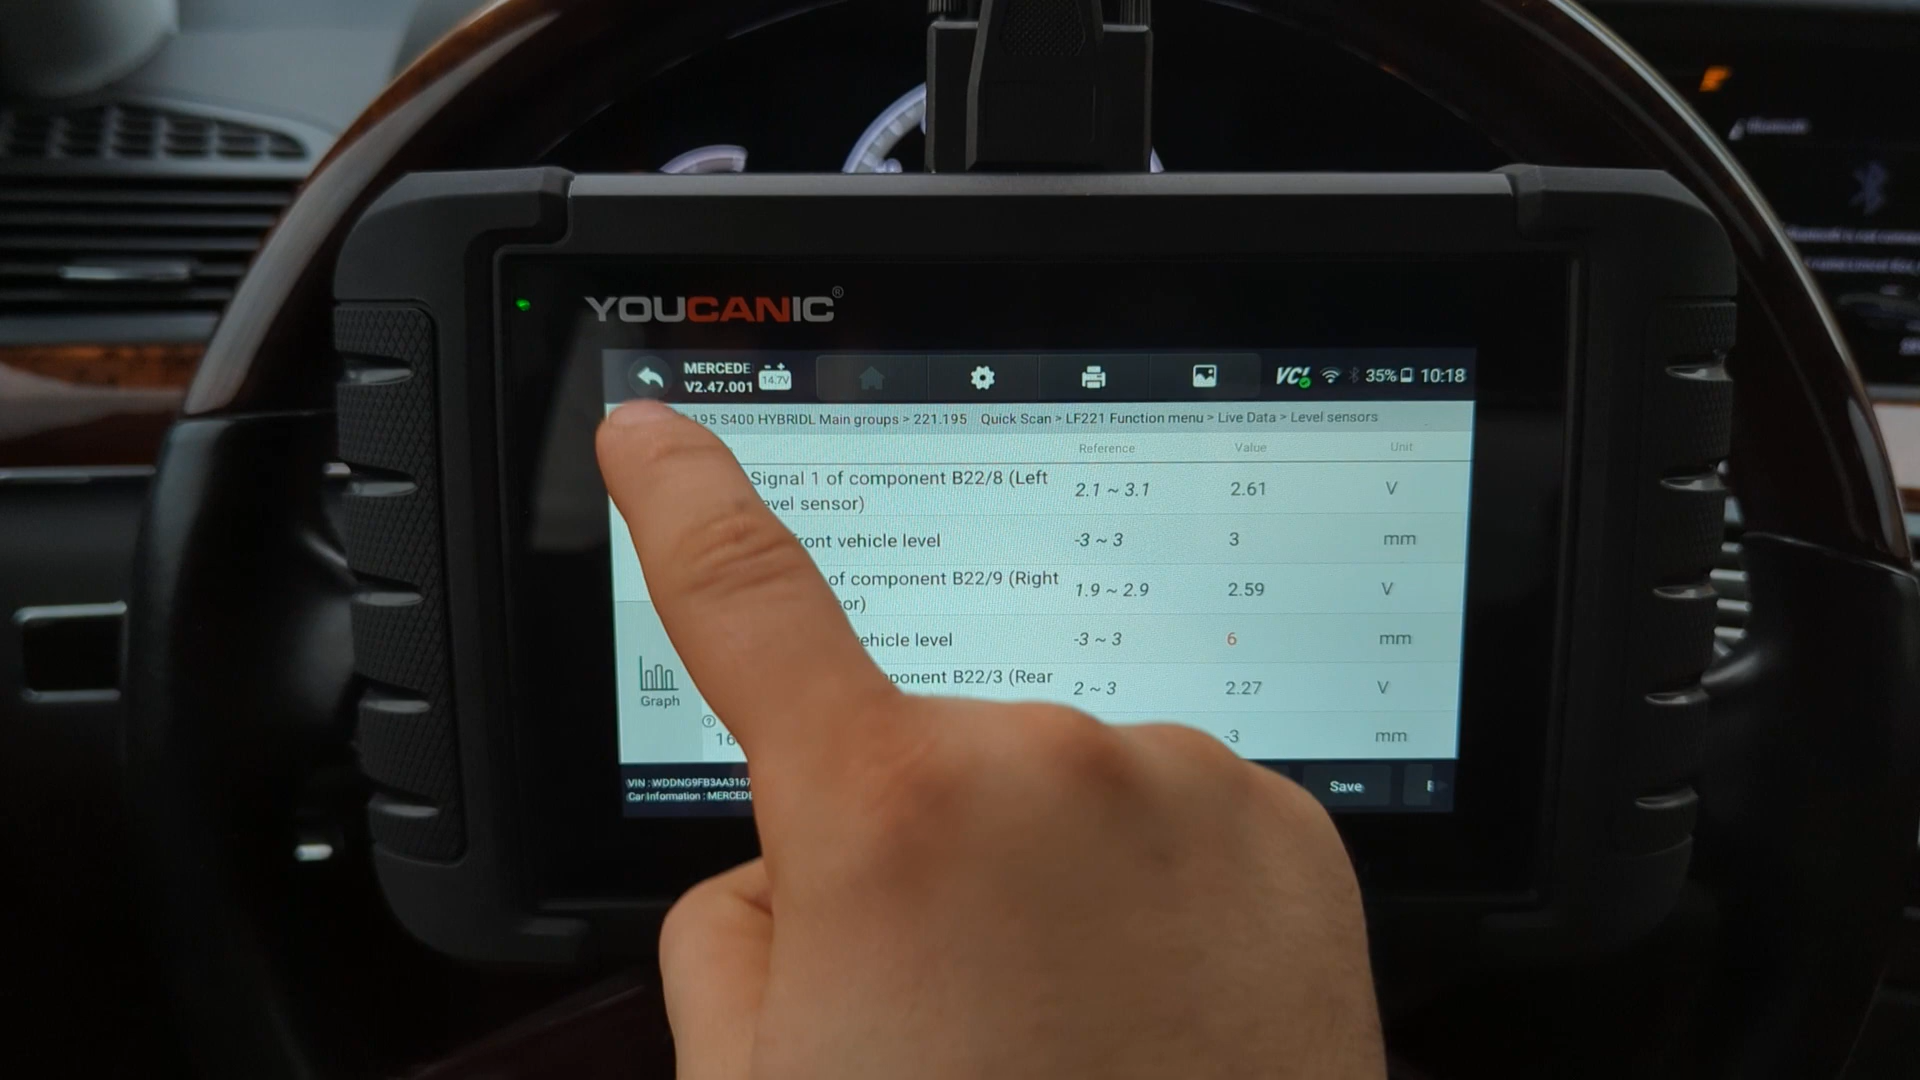 YOUCANIC®
MERCEDE
V2.47.001
14.7V
VCI
35%
10:18
195 S400 HYBRIDL Main groups > 221.195 Quick Scan > LF221 Function menu > Live Data > Level sensors
Reference Value Unit
Signal 1 of component B22/8 (Left
evel sensor)
2.1 ~ 3.1 2.61 V
ront vehicle level -3 ~ 3 3 mm
of component B22/9 (Right
or)
1.9 ~ 2.9 2.59 V
ehicle level -3 ~ 3 6 mm
ponent B22/3 (Rear
2 ~ 3 2.27 V
Graph
16
-3 mm
VIN : WDDNG9FB3AA3167
Car Information : MERCEDE
Save